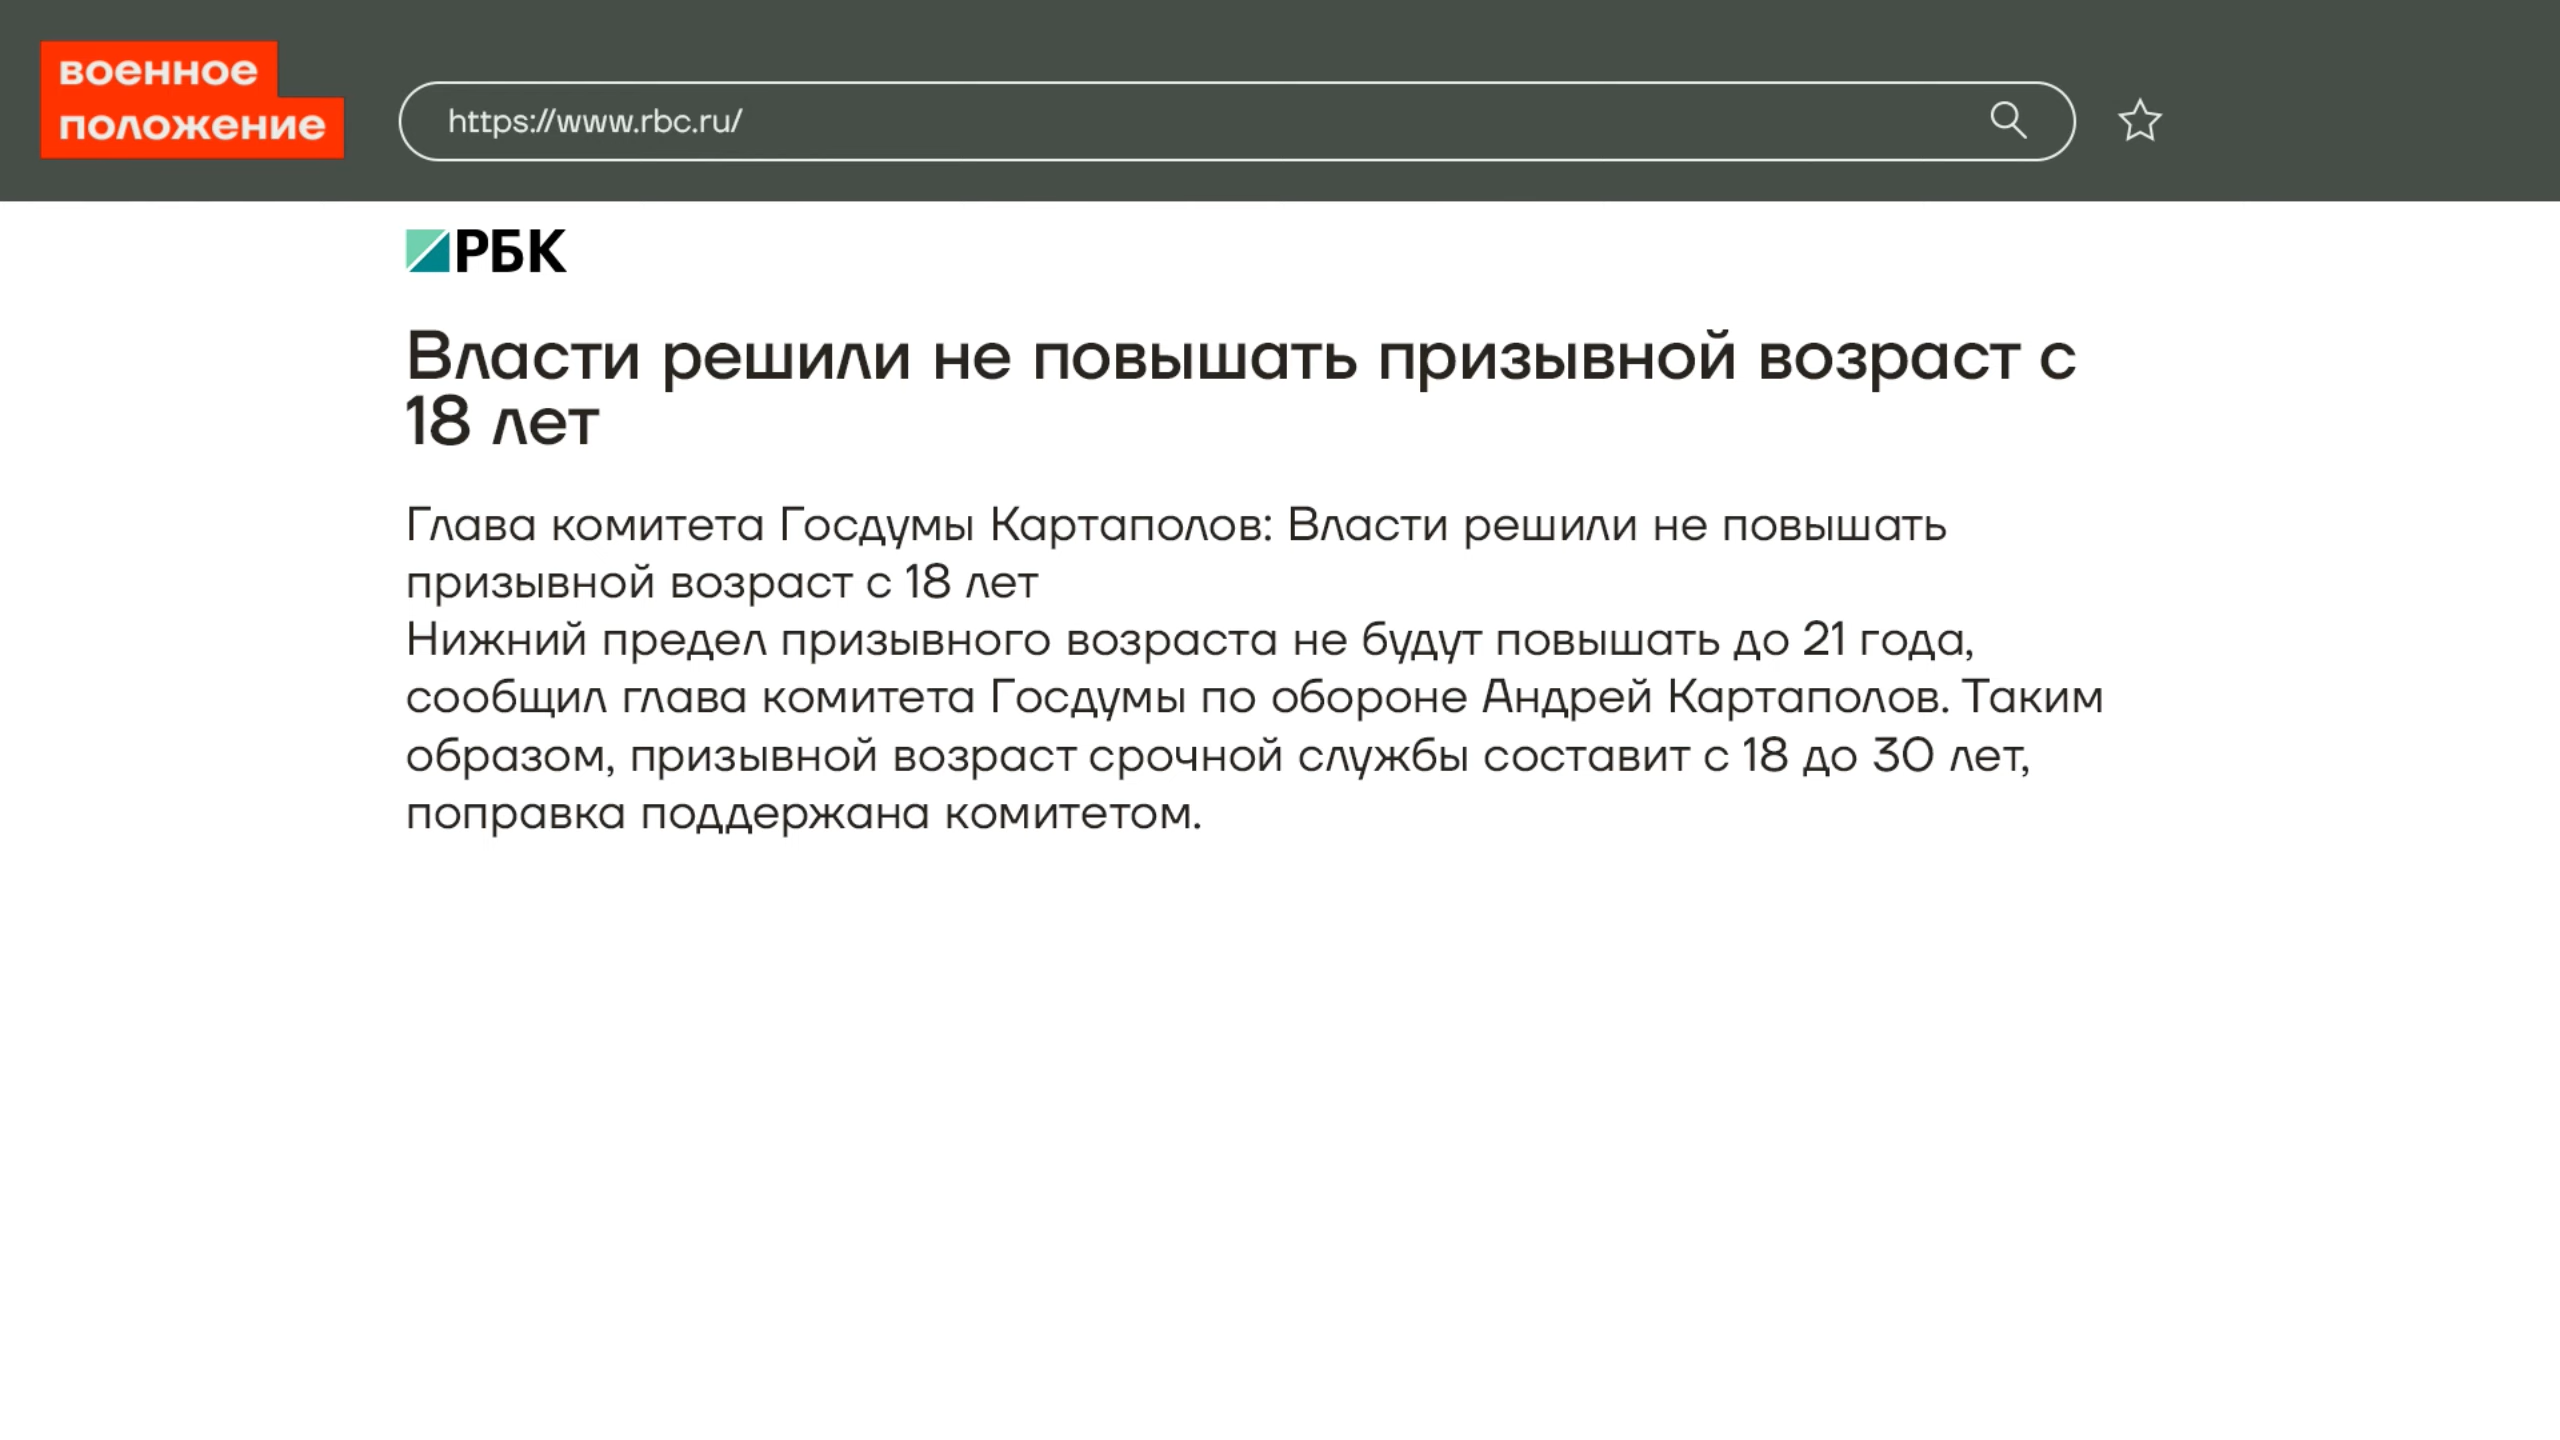 военное
положение
https://www.rbc.ru/
РБК
Власти решили не повышать призывной возраст с
18 лет
Глава комитета Госдумы Картаполов: Власти решили не повышать
призывной возраст с 18 лет
Нижний предел призывного возраста не будут повышать до 21 года,
сообщил глава комитета Госдумы по обороне Андрей Картаполов. Таким
образом, призывной возраст срочной службы составит с 18 до 30 лет,
поправка поддержана комитетом.